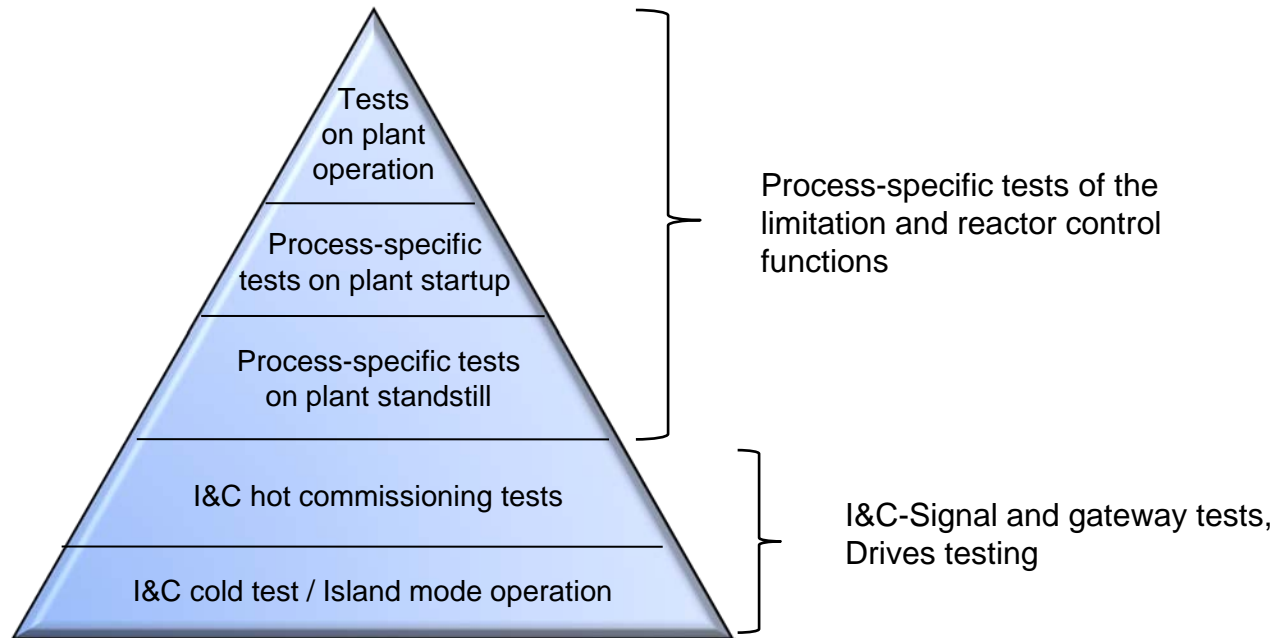 Tests
on plant
operation
Process-specific
tests on plant startup
Process-specific tests
on plant standstill
I&C hot commissioning tests
I&C cold test / Island mode operation
Process-specific tests of the
limitation and reactor control
functions
I&C-Signal and gateway tests,
Drives testing